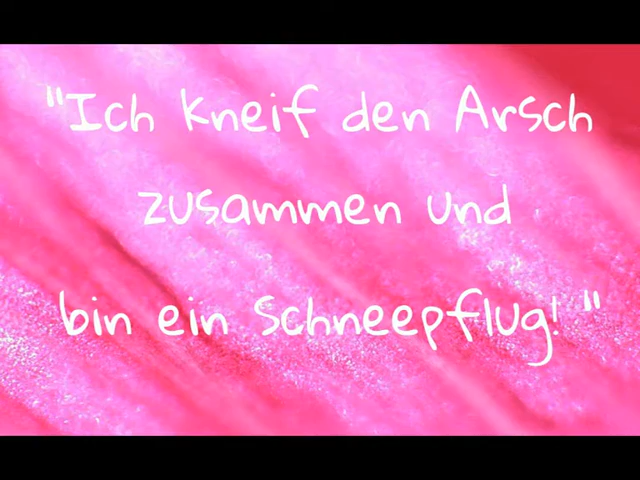 "Ich kneif den Arsch
zusammen und
bin ein Schneepflug! "